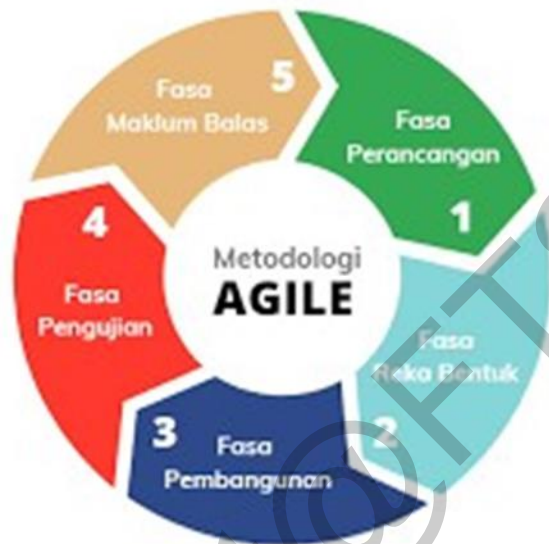 Metodologi
AGILE
Fasa
Perancangan
1
Fasa
Reka Bentuk
2
3
Fasa
Pembangunan
4
Fasa
Pengujian
5
Fasa
Maklum Balas